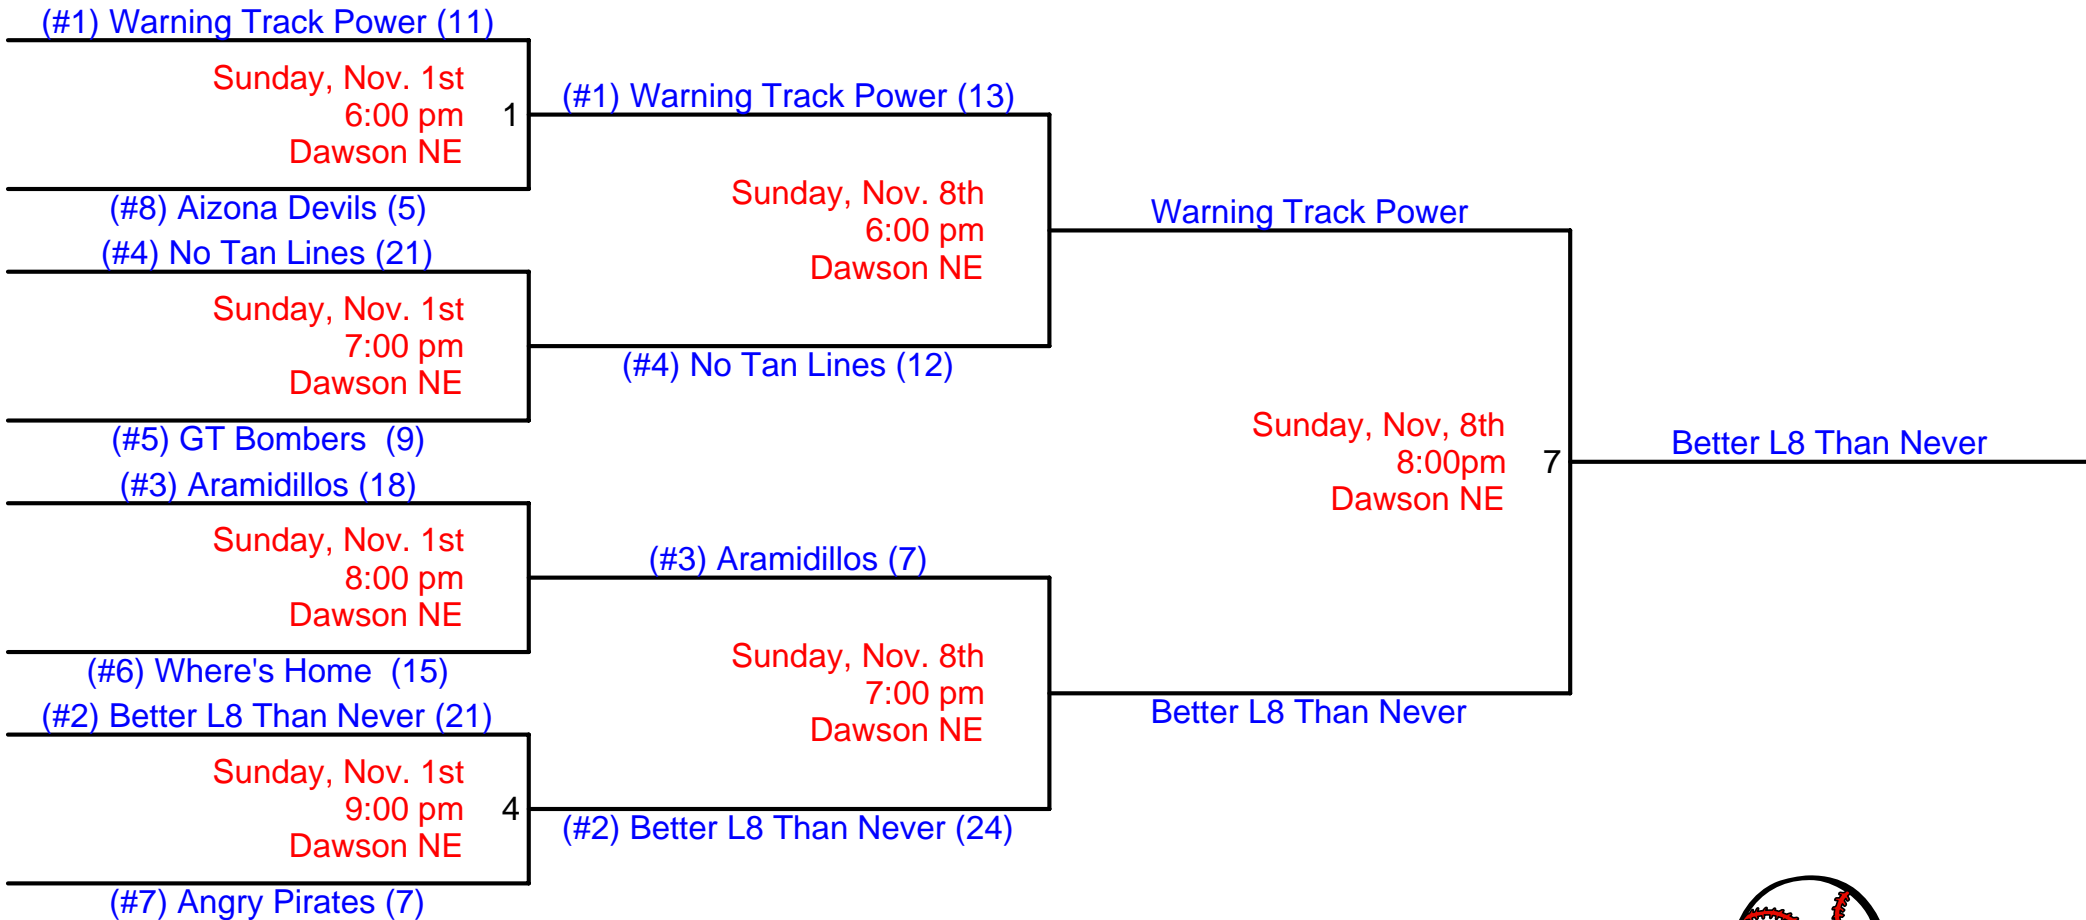 (#1) Warning Track Power (11)
Sunday, Nov. 1st
6:00 pm 1
Dawson NE
(#8) Aizona Devils (5)
(#4) No Tan Lines (21)
Sunday, Nov. 1st
7:00 pm
Dawson NE
(#5) GT Bombers  (9)
(#3) Aramidillos (18)
Sunday, Nov. 1st
8:00 pm
Dawson NE
(#6) Where's Home  (15)
(#2) Better L8 Than Never (21)
Sunday, Nov. 1st
9:00 pm 4
Dawson NE
(#7) Angry Pirates (7)
(#1) Warning Track Power (13)
Sunday, Nov. 8th
6:00 pm
Dawson NE
(#4) No Tan Lines (12)
(#3) Aramidillos (7)
Sunday, Nov. 8th
7:00 pm
Dawson NE
(#2) Better L8 Than Never (24)
Warning Track Power
Sunday, Nov, 8th
8:00pm 7
Dawson NE
Better L8 Than Never
Better L8 Than Never